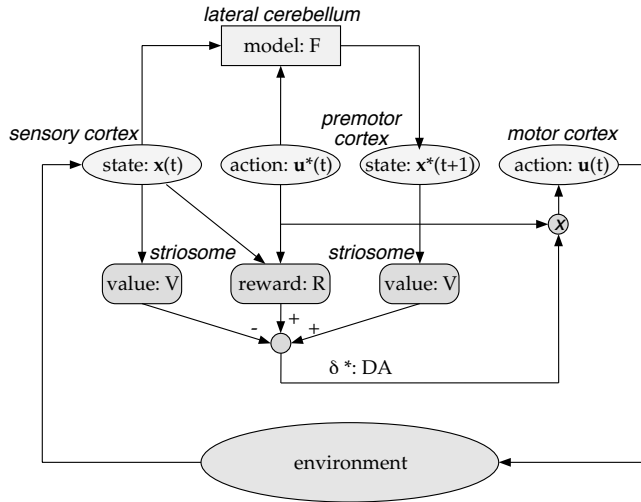 lateral cerebellum
model: F
sensory cortex
premotor
cortex
motor cortex
state: x(t)
action: u*(t)
state: x*(t+1)
action: u(t)
x
striosome
striosome
value: V
reward: R
value: V
-
+
+
δ *: DA
environment